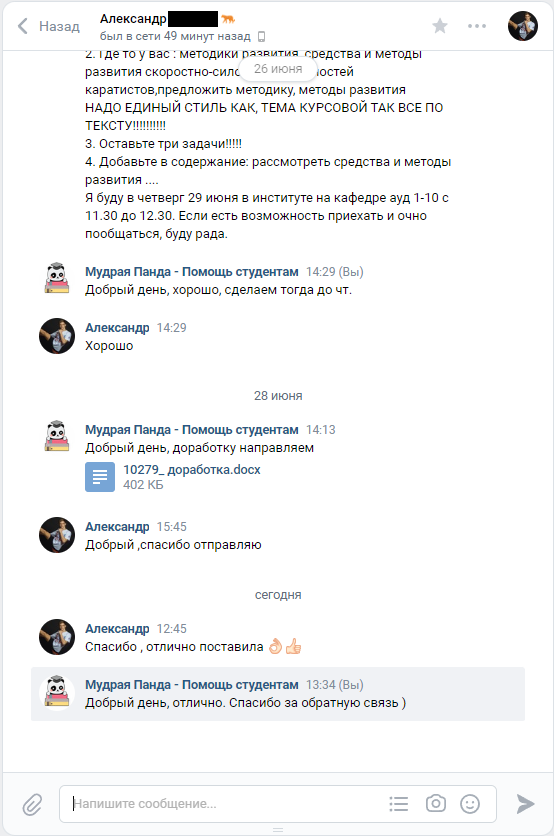 Назад
Александр
был в сети 49 минут назад
2. Где то у вас : методики развития, средства и методы
26 июня
развития скоростно-сило
ностей
каратистов,предложить методику, методы развития
НАДО ЕДИНЫЙ СТИЛЬ КАК, ТЕМА КУРСОВОЙ ТАК ВСЕ ПО
ТЕКСТУ!!!!!!!!!!
3. Оставьте три задачи!!!!!
4. Добавьте в содержание: рассмотреть средства и методы
развития ....
Я буду в четверг 29 июня в институте на кафедре ауд 1-10 с
11.30 до 12.30. Если есть возможность приехать и очно
пообщаться, буду рада.
Мудрая Панда - Помощь студентам 14:29 (Вы)
Добрый день, хорошо, сделаем тогда до чт.
Александр 14:29
Хорошо
28 июня
Мудрая Панда - Помощь студентам 14:13
Добрый день, доработку направляем
10279_ доработка.docx
402 КБ
Александр 15:45
Добрый ,спасибо отправляю
сегодня
Александр 12:45
Спасибо , отлично поставила 👌👍
Мудрая Панда - Помощь студентам 13:34 (Вы)
Добрый день, отлично. Спасибо за обратную связь )
Напишите сообщение...